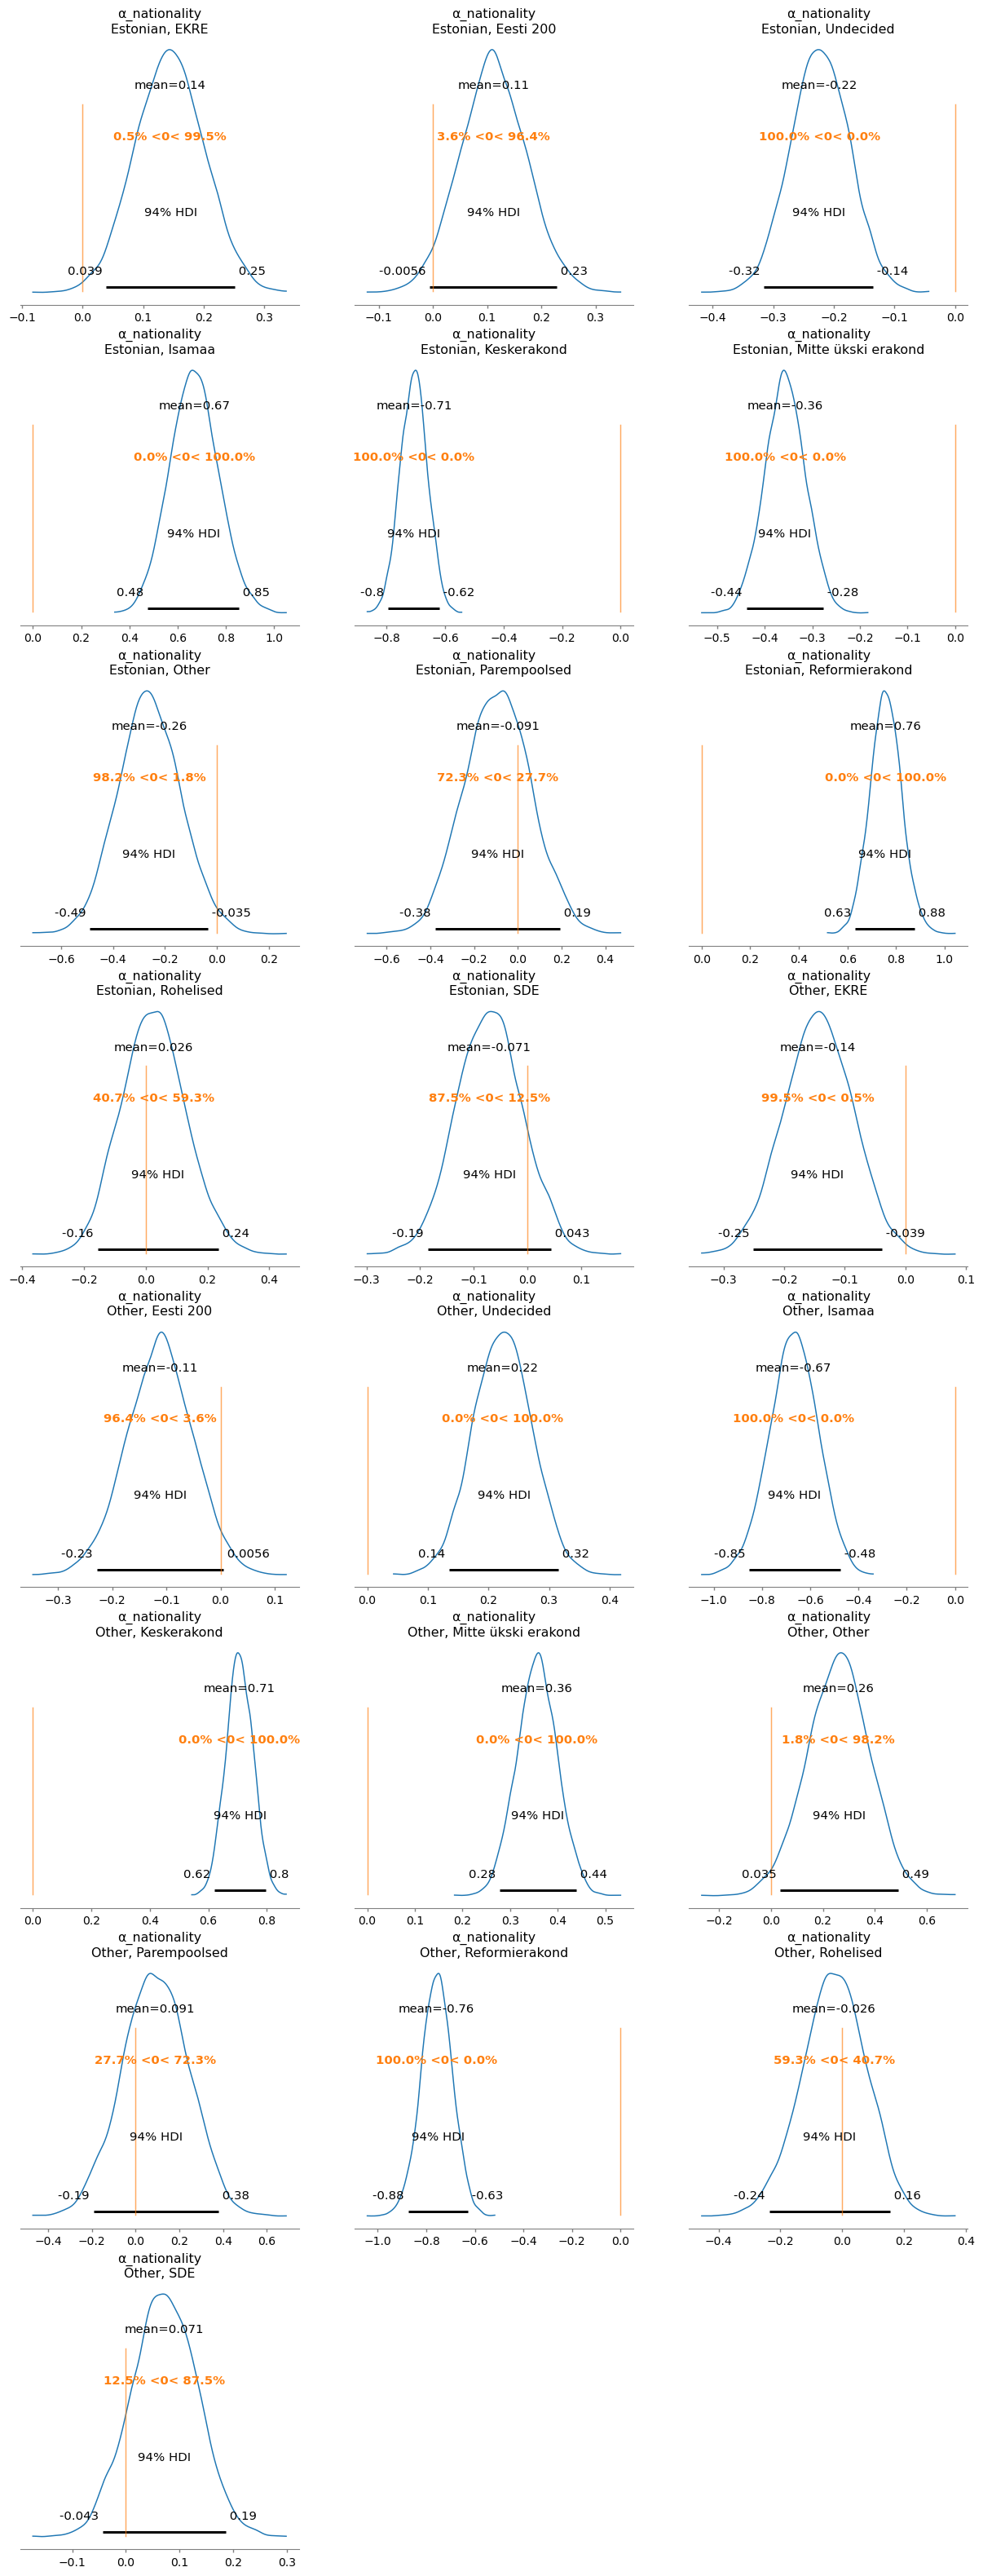 α_nationality
Estonian, EKRE
mean=0.14
0.5% <0< 99.5%
94% HDI
0.039 0.25
−0.1 0.0 0.1 0.2 0.3
α_nationality
Estonian, Eesti 200
mean=0.11
3.6% <0< 96.4%
94% HDI
-0.0056 0.23
−0.1 0.0 0.1 0.2 0.3
α_nationality
Estonian, Undecided
mean=-0.22
100.0% <0< 0.0%
94% HDI
-0.32 -0.14
−0.4 −0.3 −0.2 −0.1 0.0
α_nationality
Estonian, Isamaa
mean=0.67
0.0% <0< 100.0%
94% HDI
0.48 0.85
0.0 0.2 0.4 0.6 0.8 1.0
α_nationality
Estonian, Keskerakond
mean=-0.71
100.0% <0< 0.0%
94% HDI
-0.8 -0.62
−0.8 −0.6 −0.4 −0.2 0.0
α_nationality
Estonian, Mitte ükski erakond
mean=-0.36
100.0% <0< 0.0%
94% HDI
-0.44 -0.28
−0.5 −0.4 −0.3 −0.2 −0.1 0.0
α_nationality
Estonian, Other
mean=-0.26
98.2% <0< 1.8%
94% HDI
-0.49 -0.035
−0.6 −0.4 −0.2 0.0 0.2
α_nationality
Estonian, Parempoolsed
mean=-0.091
72.3% <0< 27.7%
94% HDI
-0.38 0.19
−0.6 −0.4 −0.2 0.0 0.2 0.4
α_nationality
Estonian, Reformierakond
mean=0.76
0.0% <0< 100.0%
94% HDI
0.63 0.88
0.0 0.2 0.4 0.6 0.8 1.0
α_nationality
Estonian, Rohelised
mean=0.026
40.7% <0< 59.3%
94% HDI
-0.16 0.24
−0.4 −0.2 0.0 0.2 0.4
α_nationality
Estonian, SDE
mean=-0.071
87.5% <0< 12.5%
94% HDI
-0.19 0.043
−0.3 −0.2 −0.1 0.0 0.1
α_nationality
Other, EKRE
mean=-0.14
99.5% <0< 0.5%
94% HDI
-0.25 -0.039
−0.3 −0.2 −0.1 0.0 0.1
α_nationality
Other, Eesti 200
mean=-0.11
96.4% <0< 3.6%
94% HDI
-0.23 0.0056
−0.3 −0.2 −0.1 0.0 0.1
α_nationality
Other, Undecided
mean=0.22
0.0% <0< 100.0%
94% HDI
0.14 0.32
0.0 0.1 0.2 0.3 0.4
α_nationality
Other, Isamaa
mean=-0.67
100.0% <0< 0.0%
94% HDI
-0.85 -0.48
−1.0 −0.8 −0.6 −0.4 −0.2 0.0
α_nationality
Other, Keskerakond
mean=0.71
0.0% <0< 100.0%
94% HDI
0.62 0.8
0.0 0.2 0.4 0.6 0.8
α_nationality
Other, Mitte ükski erakond
mean=0.36
0.0% <0< 100.0%
94% HDI
0.28 0.44
0.0 0.1 0.2 0.3 0.4 0.5
α_nationality
Other, Other
mean=0.26
1.8% <0< 98.2%
94% HDI
0.035 0.49
−0.2 0.0 0.2 0.4 0.6
α_nationality
Other, Parempoolsed
mean=0.091
27.7% <0< 72.3%
94% HDI
-0.19 0.38
−0.4 −0.2 0.0 0.2 0.4 0.6
α_nationality
Other, Reformierakond
mean=-0.76
100.0% <0< 0.0%
94% HDI
-0.88 -0.63
−1.0 −0.8 −0.6 −0.4 −0.2 0.0
α_nationality
Other, Rohelised
mean=-0.026
59.3% <0< 40.7%
94% HDI
-0.24 0.16
−0.4 −0.2 0.0 0.2 0.4
α_nationality
Other, SDE
mean=0.071
12.5% <0< 87.5%
94% HDI
-0.043 0.19
−0.1 0.0 0.1 0.2 0.3